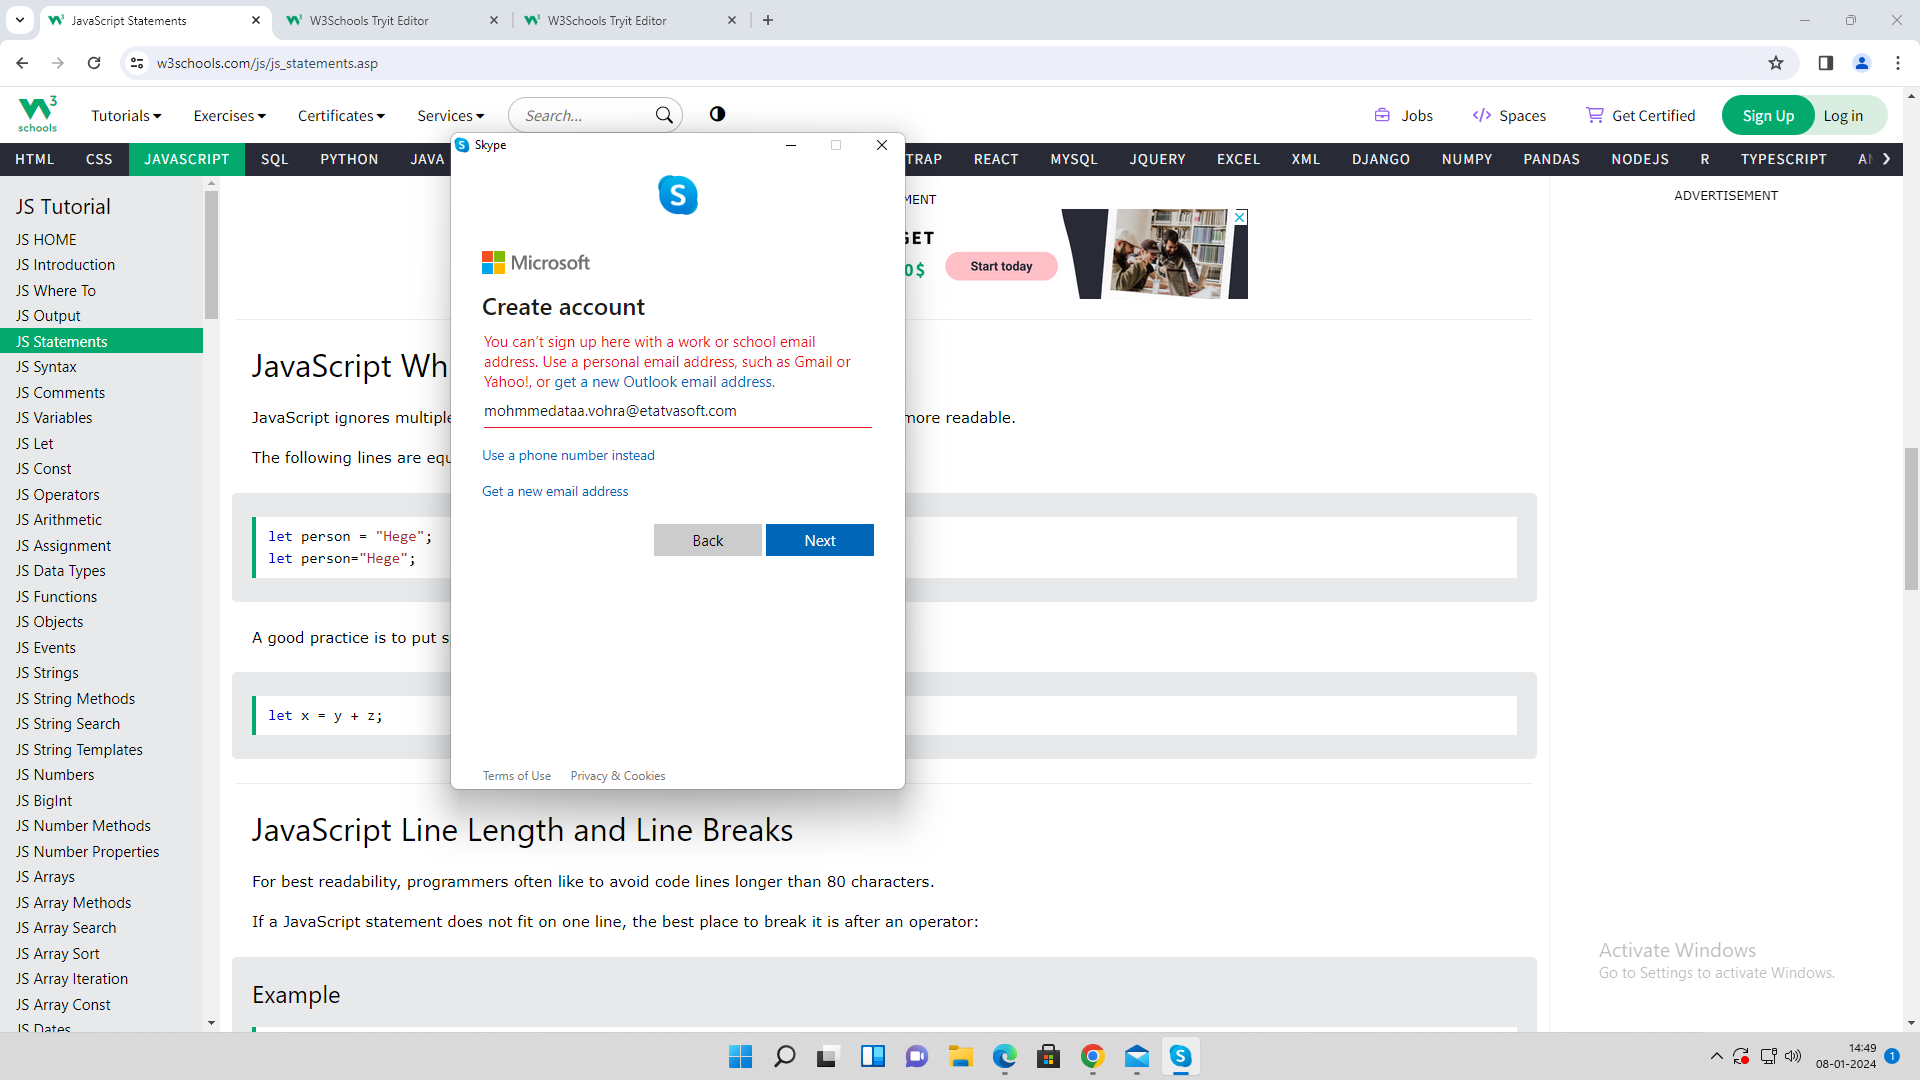 JavaScript Statements
W3Schools Tryit Editor
W3Schools Tryit Editor
w3schools.com/js/js_statements.asp
schools
3
Tutorials
Exercises
Certificates
Services
Search...
Jobs
Spaces
Get Certified
Sign Up
Log in
HTML
CSS
JAVASCRIPT
SQL
PYTHON
JAVA
TRAP
REACT
MYSQL
JQUERY
EXCEL
XML
DJANGO
NUMPY
PANDAS
NODEJS
R
TYPESCRIPT
JS Tutorial
JS HOME
JS Introduction
JS Where To
JS Output
JS Statements
JS Syntax
JS Comments
JS Variables
JS Let
JS Const
JS Operators
JS Arithmetic
JS Assignment
JS Data Types
JS Functions
JS Objects
JS Events
JS Strings
JS String Methods
JS String Search
JS String Templates
JS Numbers
JS BigInt
JS Number Methods
JS Number Properties
JS Arrays
JS Array Methods
JS Array Search
JS Array Sort
JS Array Iteration
JS Array Const
JS Dates
Skype
S
Microsoft
Create account
You can't sign up here with a work or school email
address. Use a personal email address, such as Gmail or
Yahoo!, or get a new Outlook email address.
mohmmedataa.vohra@etatvasoft.com
Use a phone number instead
Get a new email address
Back
Next
Terms of Use
Privacy & Cookies
MENT
GET
0$
Start today
ADVERTISEMENT
JavaScript Wh
JavaScript ignores multiple
more readable.
The following lines are equ
let person = "Hege";
let person="Hege";
A good practice is to put s
let x = y + z;
JavaScript Line Length and Line Breaks
For best readability, programmers often like to avoid code lines longer than 80 characters.
If a JavaScript statement does not fit on one line, the best place to break it is after an operator:
Example
Activate Windows
Go to Settings to activate Windows.
14:49
08-01-2024
1